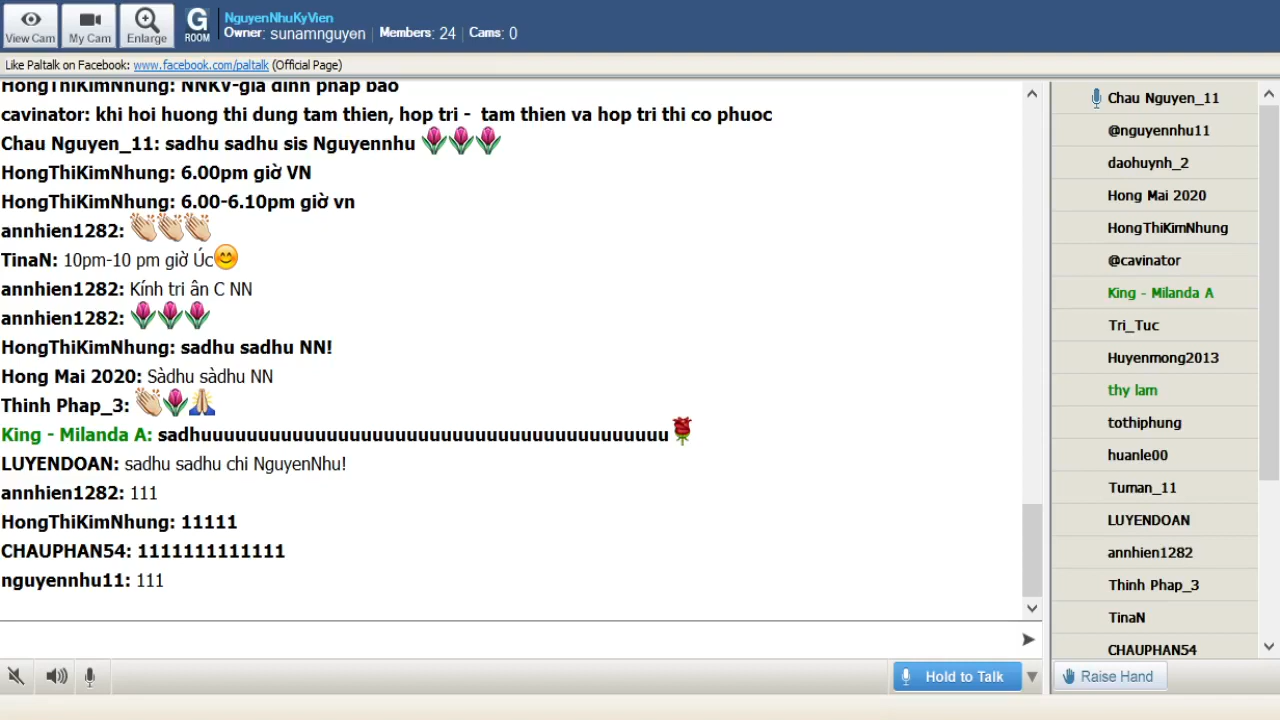 View Cam
My Cam
Enlarge
G
ROOM
NguyenNhuKyVien
Owner: sunamnguyen | Members: 24 | Cams: 0
Like Paltalk on Facebook: www.facebook.com/paltalk (Official Page)
HongThiKimNhung: NNKV-gia dinh phap bao
cavinator: khi hoi huong thi dung tam thien, hop tri - tam thien va hop tri thi co phuoc
Chau Nguyen_11: sadhu sadhu sis Nguyennhu 🌷🌷🌷
HongThiKimNhung: 6.00pm giờ VN
HongThiKimNhung: 6.00-6.10pm giờ vn
annhien1282: 👏👏👏
TinaN: 10pm-10 pm giờ Úc😊
annhien1282: Kính tri ân C NN
annhien1282: 🌷🌷🌷
HongThiKimNhung: sadhu sadhu NN!
Hong Mai 2020: Sàdhu sàdhu NN
Thinh Phap_3: 👏🌷🙏
King - Milanda A: sadhuuuuuuuuuuuuuuuuuuuuuuuuuuuuuuuuuuuuuuuuu🌹
LUYENDOAN: sadhu sadhu chi NguyenNhu!
annhien1282: 111
HongThiKimNhung: 11111
CHAUPHAN54: 1111111111111
nguyennhu11: 111
Hold to Talk
Chau Nguyen_11
@nguyennhu11
daohuynh_2
Hong Mai 2020
HongThiKimNhung
@cavinator
King - Milanda A
Tri_Tuc
Huyenmong2013
thy lam
tothiphung
huanle00
Tuman_11
LUYENDOAN
annhien1282
Thinh Phap_3
TinaN
CHAUPHAN54
Raise Hand